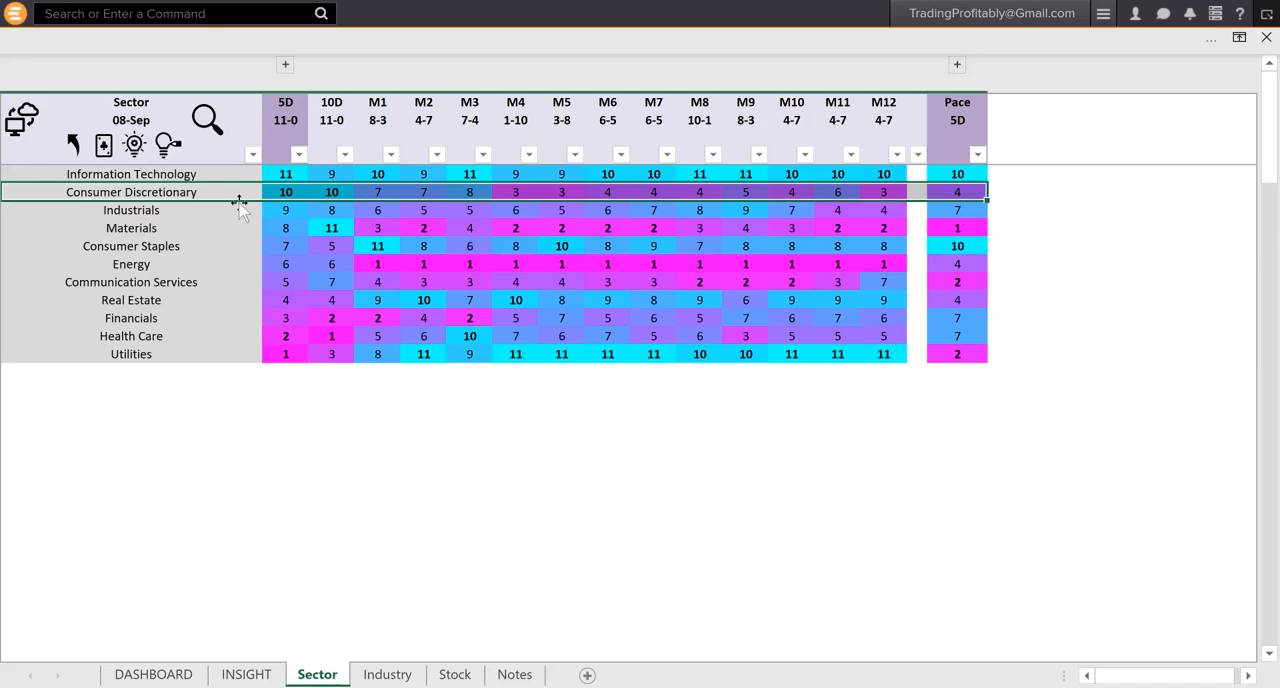 Search or Enter a Command
TradingProfitably@Gmail.com
?
...
+ +
Sector 5D 10D M1 M2 M3 M4 M5 M6 M7 M8 M9 M10 M11 M12 Pace
08-Sep 11-0 11-0 8-3 4-7 7-4 1-10 3-8 6-5 6-5 10-1 8-3 4-7 4-7 4-7 5D
Information Technology 11 9 10 9 11 9 9 10 10 11 11 10 10 10 10
Consumer Discretionary 10 10 7 7 8 3 3 4 4 4 5 4 6 3 4
Industrials 9 8 6 5 5 6 5 6 7 8 9 7 4 4 7
Materials 8 11 3 2 4 2 2 2 2 3 4 3 2 2 1
Consumer Staples 7 5 11 8 6 8 10 8 9 7 8 8 8 8 10
Energy 6 6 1 1 1 1 1 1 1 1 1 1 1 1 4
Communication Services 5 7 4 3 3 4 4 3 3 2 2 2 3 7 2
Real Estate 4 4 9 10 7 10 8 9 8 9 6 9 9 9 4
Financials 3 2 2 4 2 5 7 5 6 5 7 6 7 6 7
Health Care 2 1 5 6 10 7 6 7 5 6 3 5 5 5 7
Utilities 1 3 8 11 9 11 11 11 11 10 10 11 11 11 2
DASHBOARD INSIGHT Sector Industry Stock Notes